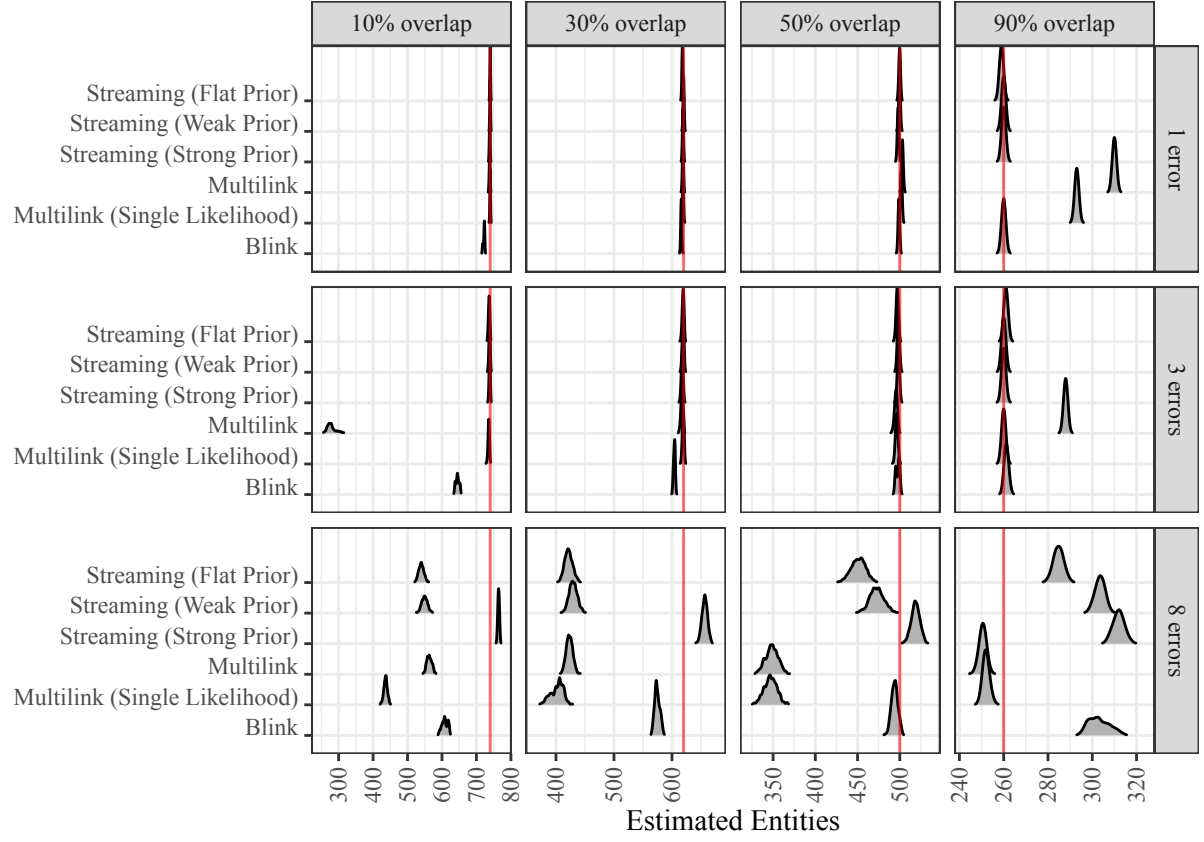 10% overlap
30% overlap
50% overlap
90% overlap
Streaming (Flat Prior)
Streaming (Weak Prior)
Streaming (Strong Prior)
Multilink
Multilink (Single Likelihood)
Blink
1 error
Streaming (Flat Prior)
Streaming (Weak Prior)
Streaming (Strong Prior)
Multilink
Multilink (Single Likelihood)
Blink
3 errors
Streaming (Flat Prior)
Streaming (Weak Prior)
Streaming (Strong Prior)
Multilink
Multilink (Single Likelihood)
Blink
8 errors
300 400 500 600 700 800
400 500 600
350 400 450 500
240 260 280 300 320
Estimated Entities